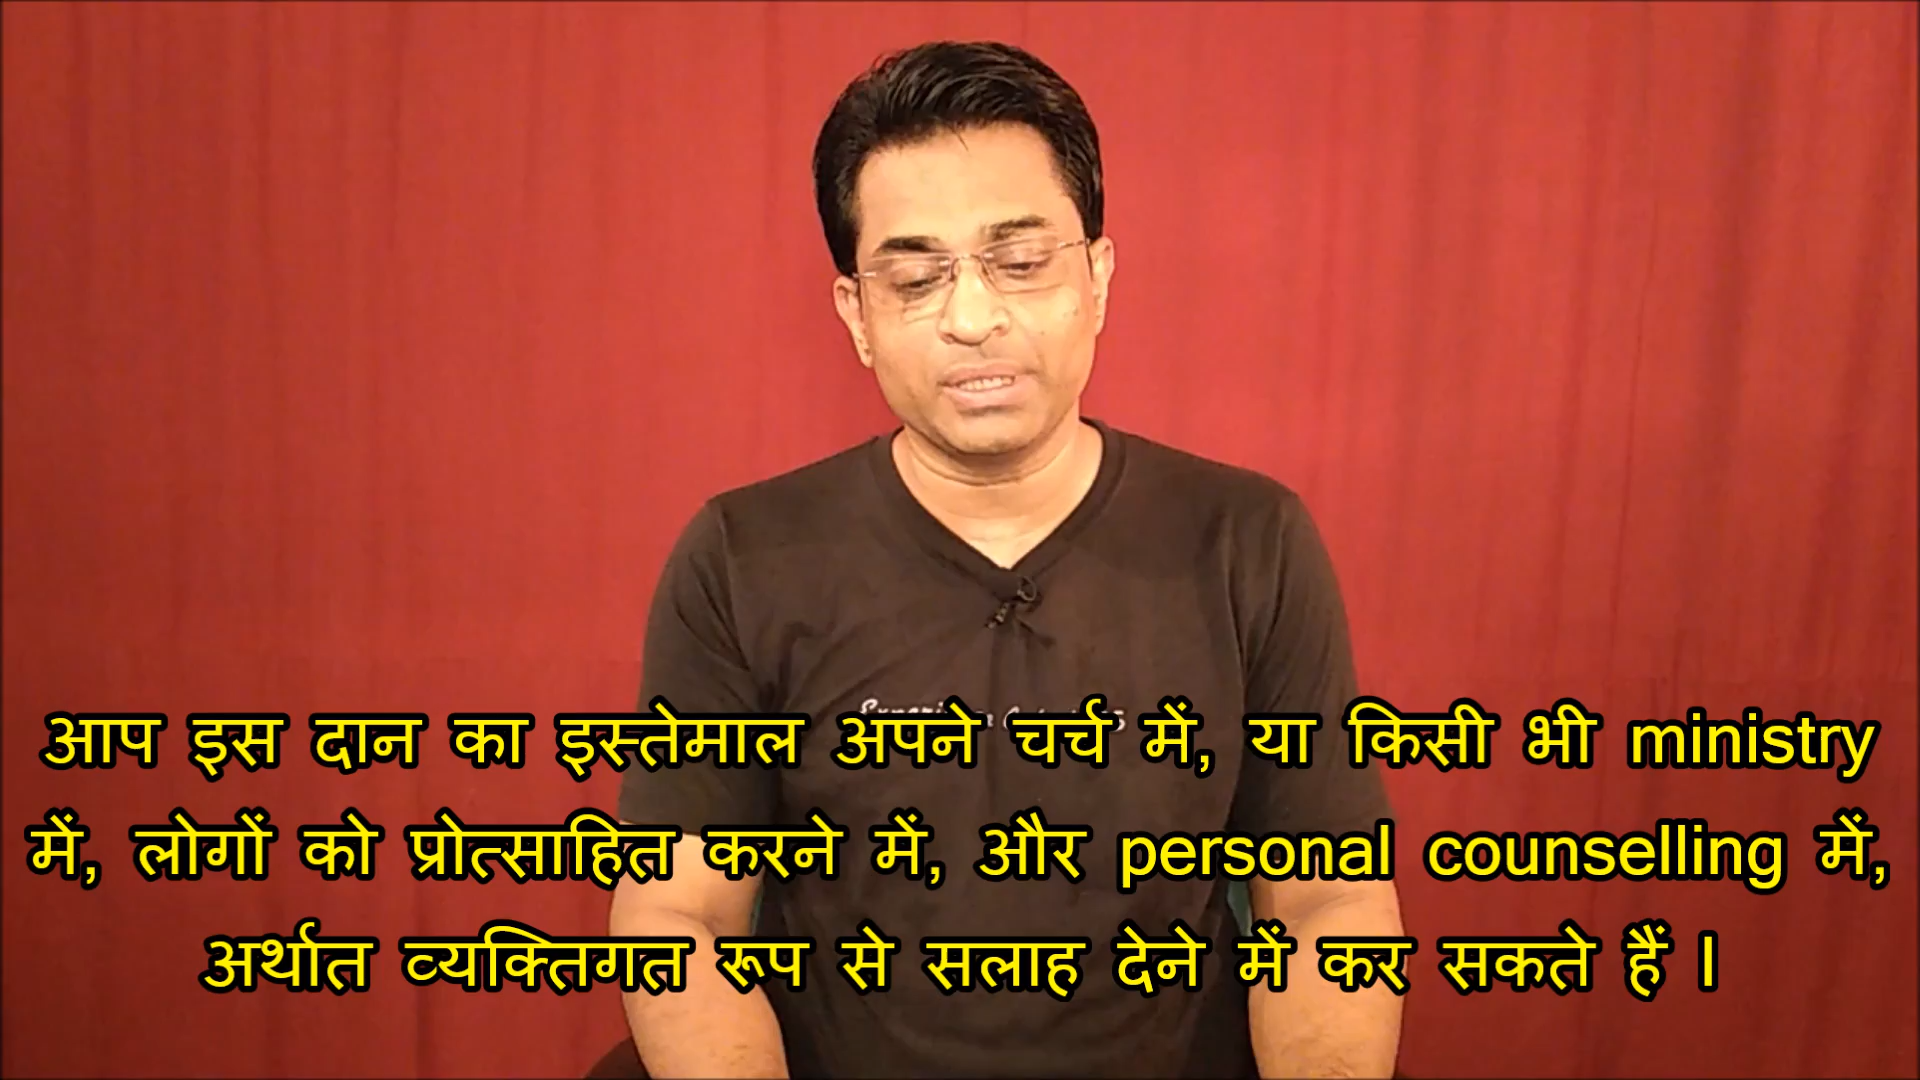 आप इस दान का इस्तेमाल अपने चर्च में, या किसी भी ministry
में, लोगों को प्रोत्साहित करने में, और personal counselling में,
अर्थात व्यक्तिगत रूप से सलाह देने में कर सकते हैं ।